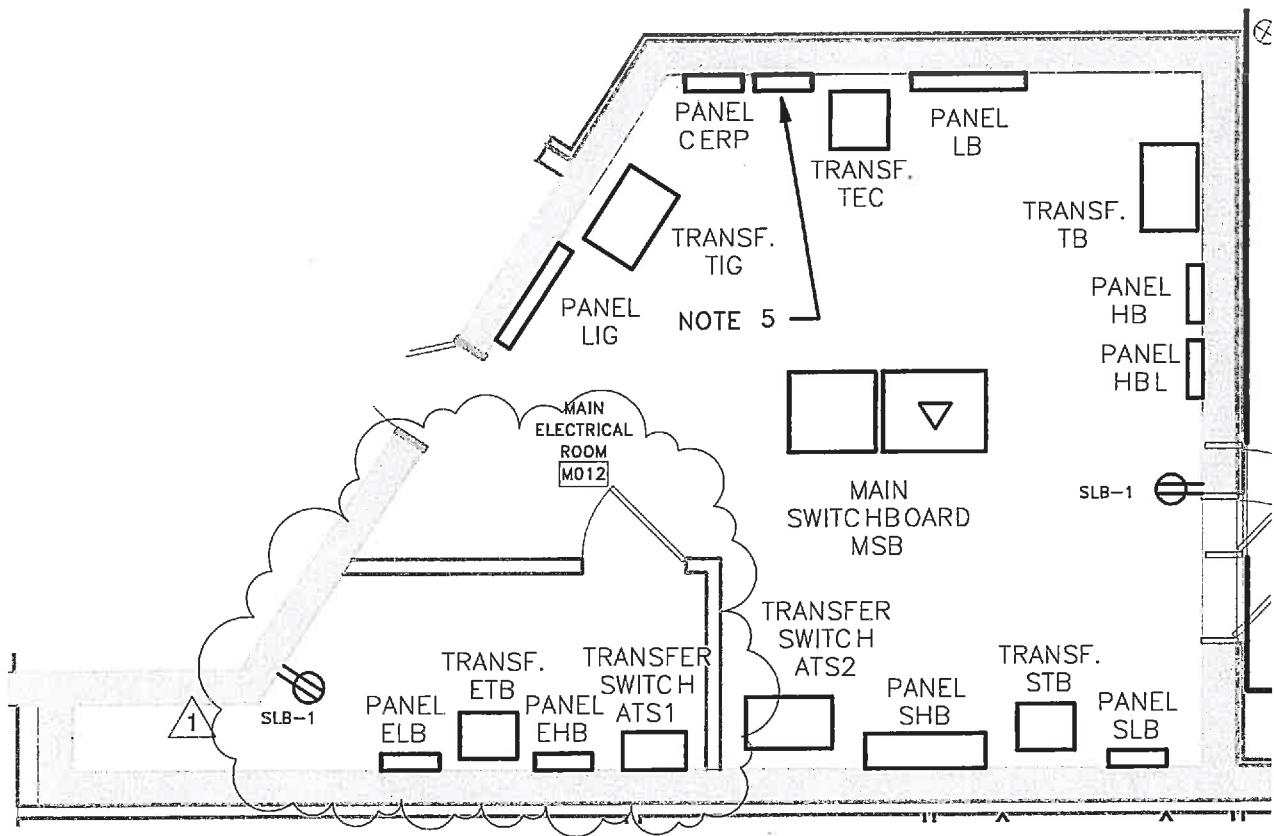 PANEL
CERP
PANEL
LB
TRANSF.
TEC
TRANSF.
TB
TRANSF.
TIG
PANEL
LIG
NOTE 5
PANEL
HB
PANEL
HBL
MAIN
ELECTRICAL
ROOM
M012
MAIN
SWITCHBOARD
MSB
SLB-1
TRANSFER
SWITCH
ATS2
TRANSF.
ETB
TRANSFER
SWITCH
ATS1
TRANSF.
STB
PANEL
ELB
PANEL
EHB
PANEL
SHB
PANEL
SLB
SLB-1
1